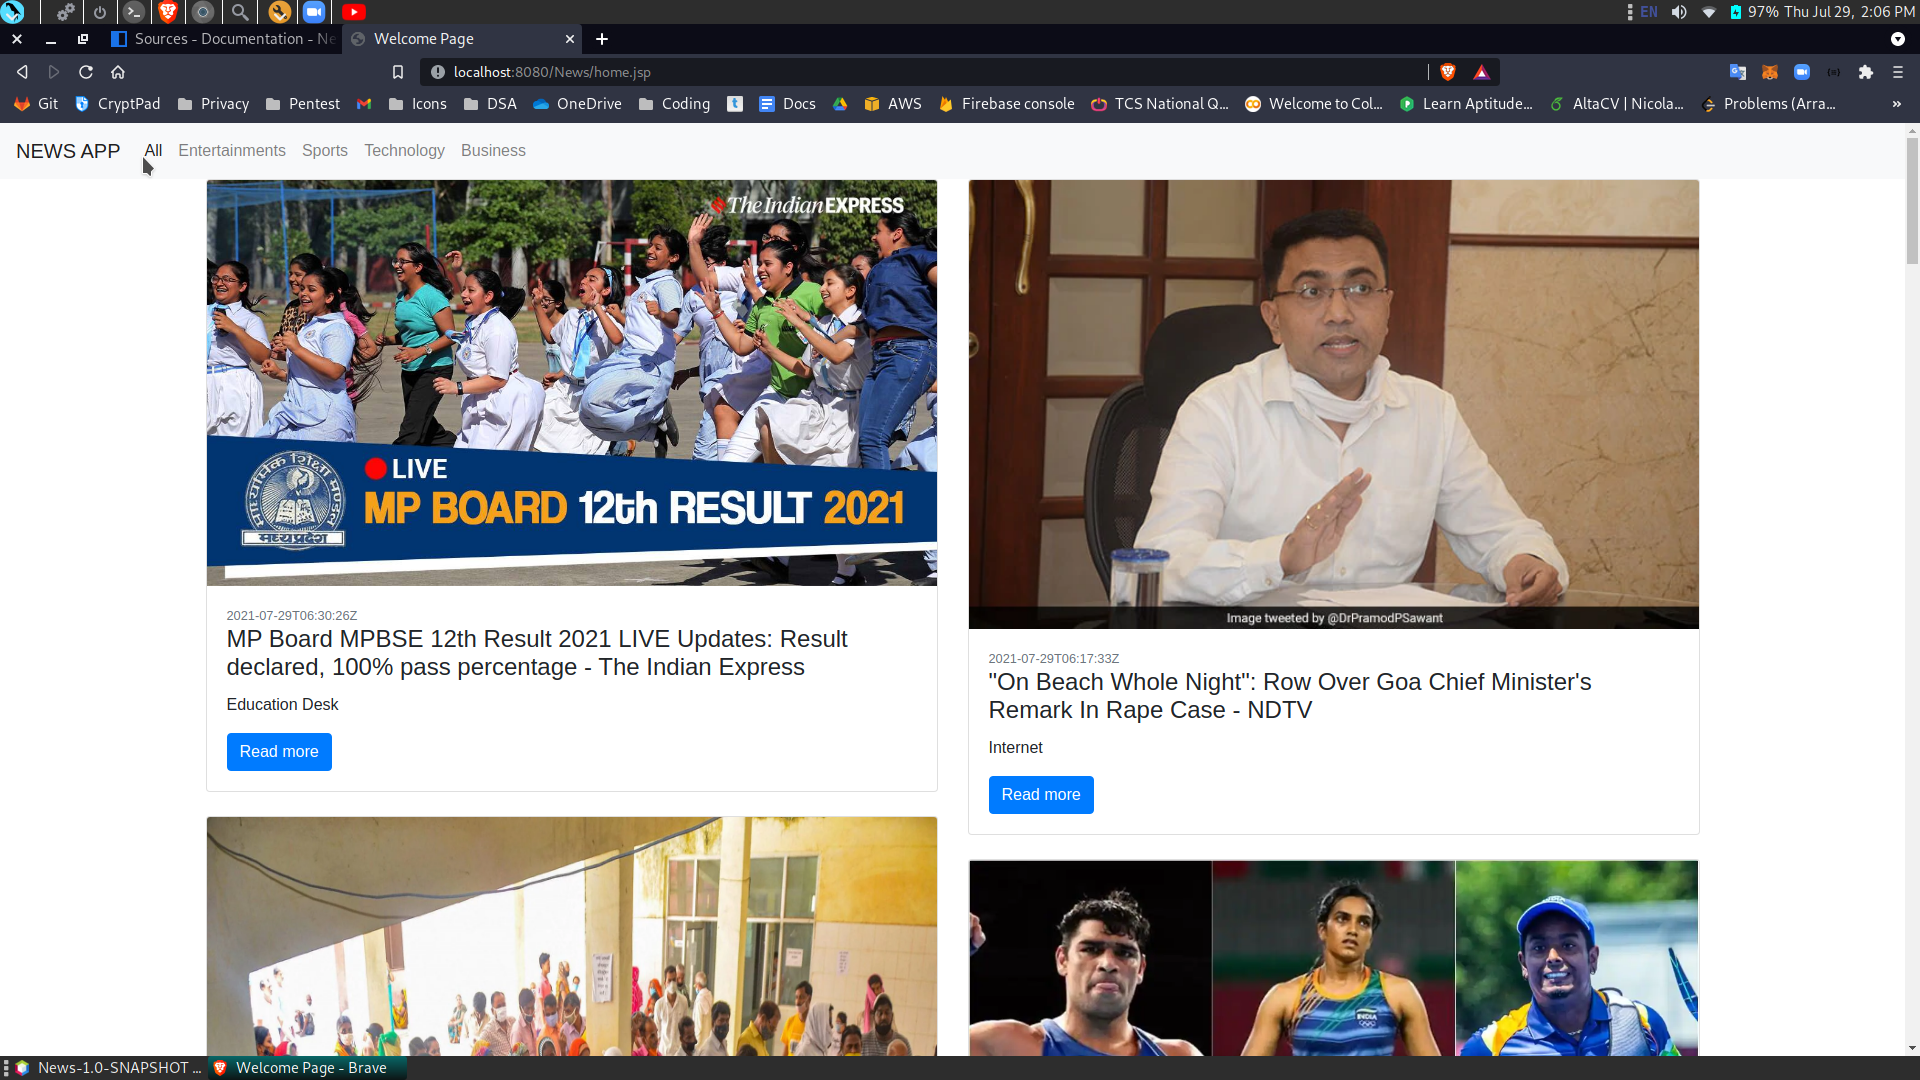 EN 97% Thu Jul 29, 2:06 PM
Sources - Documentation - Ne
Welcome Page
localhost:8080/News/home.jsp
Git CryptPad Privacy Pentest Icons DSA OneDrive Coding Docs AWS Firebase console TCS National Q... Welcome to Col... Learn Aptitude... AltaCV | Nicola... Problems (Arra... »
NEWS APP All Entertainments Sports Technology Business
The Indian EXPRESS
LIVE
MP BOARD 12th RESULT 2021
मध्यप्रदेश
2021-07-29T06:30:26Z
MP Board MPBSE 12th Result 2021 LIVE Updates: Result
declared, 100% pass percentage - The Indian Express
Education Desk
Read more
Image tweeted by @DrPramodPSawant
2021-07-29T06:17:33Z
"On Beach Whole Night": Row Over Goa Chief Minister's
Remark In Rape Case - NDTV
Internet
Read more
INDIA
News-1.0-SNAPSHOT ...
Welcome Page - Brave